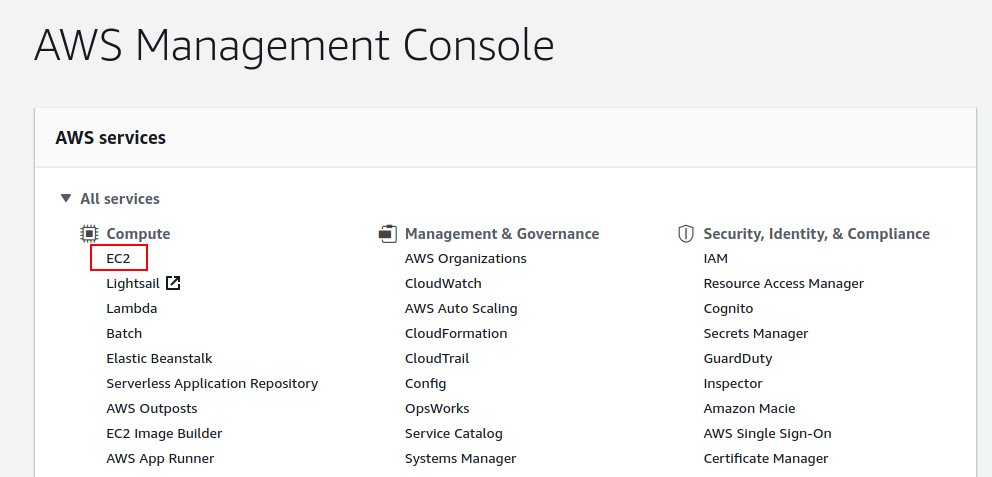 AWS Management Console
AWS services
All services
Compute
EC2
Lightsail
Lambda
Batch
Elastic Beanstalk
Serverless Application Repository
AWS Outposts
EC2 Image Builder
AWS App Runner
Management & Governance
AWS Organizations
CloudWatch
AWS Auto Scaling
CloudFormation
CloudTrail
Config
OpsWorks
Service Catalog
Systems Manager
Security, Identity, & Compliance
IAM
Resource Access Manager
Cognito
Secrets Manager
GuardDuty
Inspector
Amazon Macie
AWS Single Sign-On
Certificate Manager